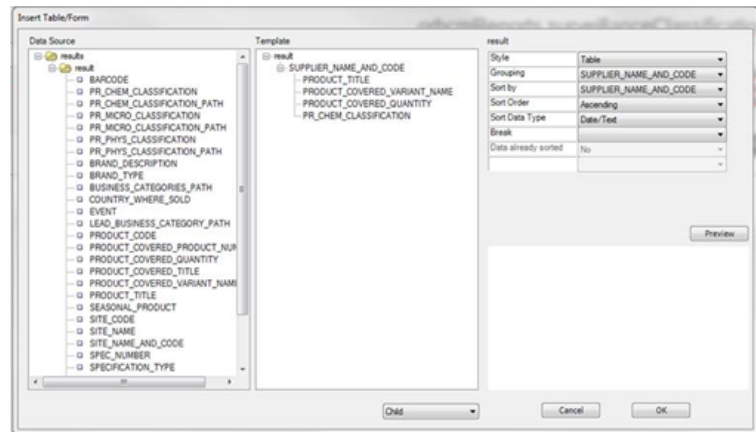 Insert Table/Form
Data Source
results
result
BARCODE
PR_CHEM_CLASSIFICATION
PR_CHEM_CLASSIFICATION_PATH
PR_MICRO_CLASSIFICATION
PR_MICRO_CLASSIFICATION_PATH
PR_PHYS_CLASSIFICATION
PR_PHYS_CLASSIFICATION_PATH
BRAND_DESCRIPTION
BRAND_TYPE
BUSINESS_CATEGORIES_PATH
COUNTRY_WHERE_SOLD
EVENT
LEAD_BUSINESS_CATEGORY_PATH
PRODUCT_CODE
PRODUCT_COVERED_PRODUCT_NUM
PRODUCT_COVERED_QUANTITY
PRODUCT_COVERED_TITLE
PRODUCT_COVERED_VARIANT_NAME
PRODUCT_TITLE
SEASONAL_PRODUCT
SITE_CODE
SITE_NAME
SITE_NAME_AND_CODE
SPEC_NUMBER
SPECIFICATION_TYPE
Template
result
SUPPLIER_NAME_AND_CODE
PRODUCT_TITLE
PRODUCT_COVERED_VARIANT_NAME
PRODUCT_COVERED_QUANTITY
PR_CHEM_CLASSIFICATION
result
Style Table
Grouping SUPPLIER_NAME_AND_CODE
Sort by SUPPLIER_NAME_AND_CODE
Sort Order Ascending
Sort Data Type Date/Text
Break
Data already sorted No
Preview
Child
Cancel OK